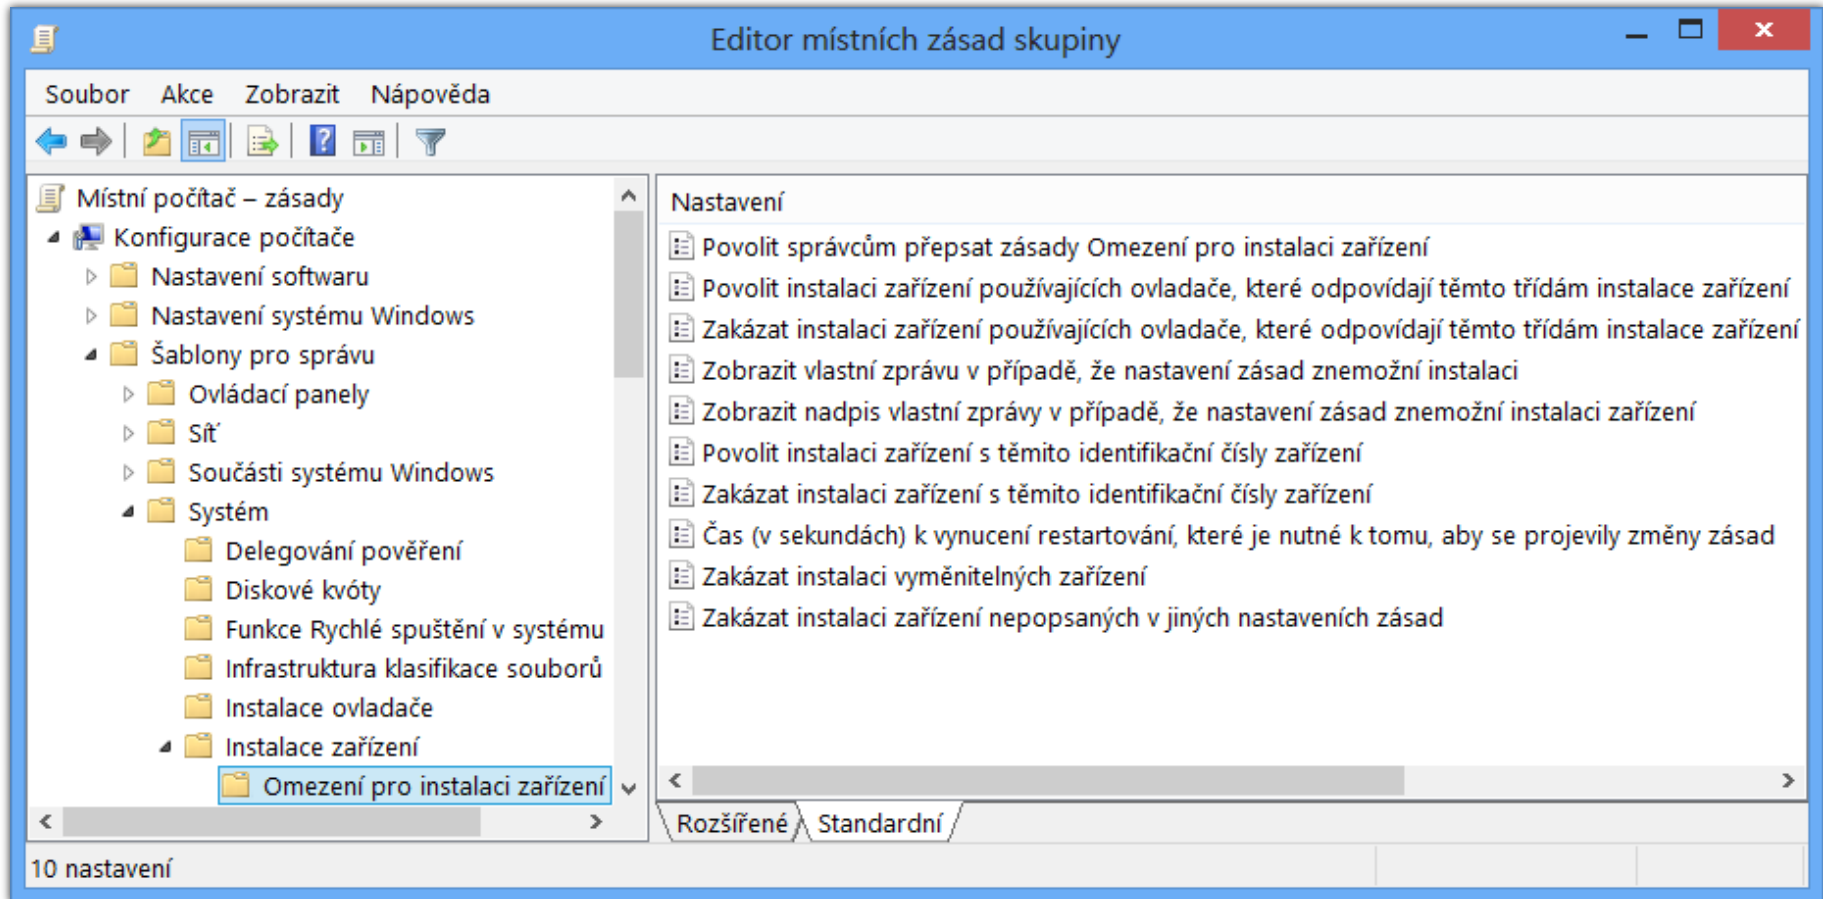 Editor místních zásad skupiny
Soubor Akce Zobrazit Nápověda
Místní počítač – zásady
Konfigurace počítače
Nastavení softwaru
Nastavení systému Windows
Šablony pro správu
Ovládací panely
Síť
Součásti systému Windows
Systém
Delegování pověření
Diskové kvóty
Funkce Rychlé spuštění v systému
Infrastruktura klasifikace souborů
Instalace ovladače
Instalace zařízení
Omezení pro instalaci zařízení
Nastavení
Povolit správcům přepsat zásady Omezení pro instalaci zařízení
Povolit instalaci zařízení používajících ovladače, které odpovídají těmto třídám instalace zařízení
Zakázat instalaci zařízení používajících ovladače, které odpovídají těmto třídám instalace zařízení
Zobrazit vlastní zprávu v případě, že nastavení zásad znemožní instalaci
Zobrazit nadpis vlastní zprávy v případě, že nastavení zásad znemožní instalaci zařízení
Povolit instalaci zařízení s těmito identifikační čísly zařízení
Zakázat instalaci zařízení s těmito identifikační čísly zařízení
Čas (v sekundách) k vynucení restartování, které je nutné k tomu, aby se projevily změny zásad
Zakázat instalaci vyměnitelných zařízení
Zakázat instalaci zařízení nepopsaných v jiných nastaveních zásad
Rozšířené Standardní
10 nastavení